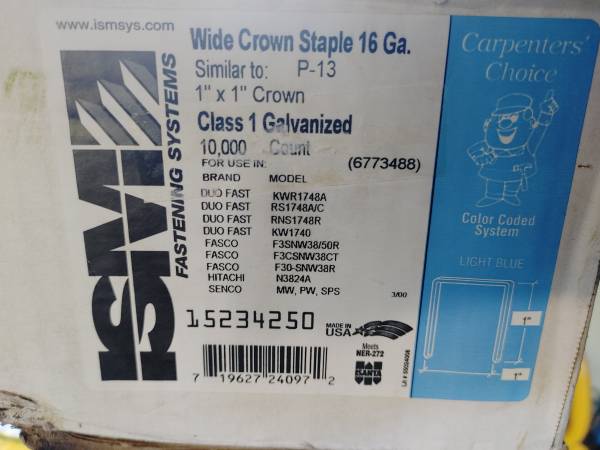 www.ismsys.com
ISM
FASTENING SYSTEMS
Wide Crown Staple 16 Ga.
Similar to: P-13
1" x 1" Crown
Class 1 Galvanized
10,000 Count
FOR USE IN: (6773488)
BRAND MODEL
DUO FAST KWR1748A
DUO FAST RS1748A/C
DUO FAST RNS1748R
DUO FAST KW1740
FASCO F3SNW38/50R
FASCO F3CSNW38CT
FASCO F30-SNW38R
HITACHI N3824A
SENCO MW, PW, SPS
3/00
15234250
MADE IN
USA
Meets
NER-272
ISANTA
7 19627 24097 2
Carpenters'
Choice
Color Coded
System
LIGHT BLUE
1"
1"